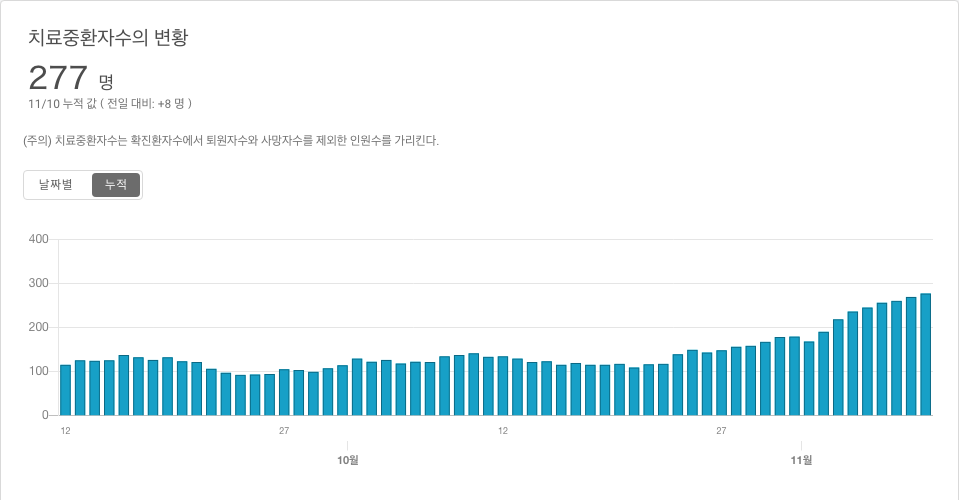 치료중환자수의 변황
277 명
11/10 누적 값 ( 전일 대비: +8 명 )
(주의) 치료중환자수는 확진환자수에서 퇴원자수와 사망자수를 제외한 인원수를 가리킨다.
날짜별 누적
400
300
200
100
0
12 27 12 27
10월 11월